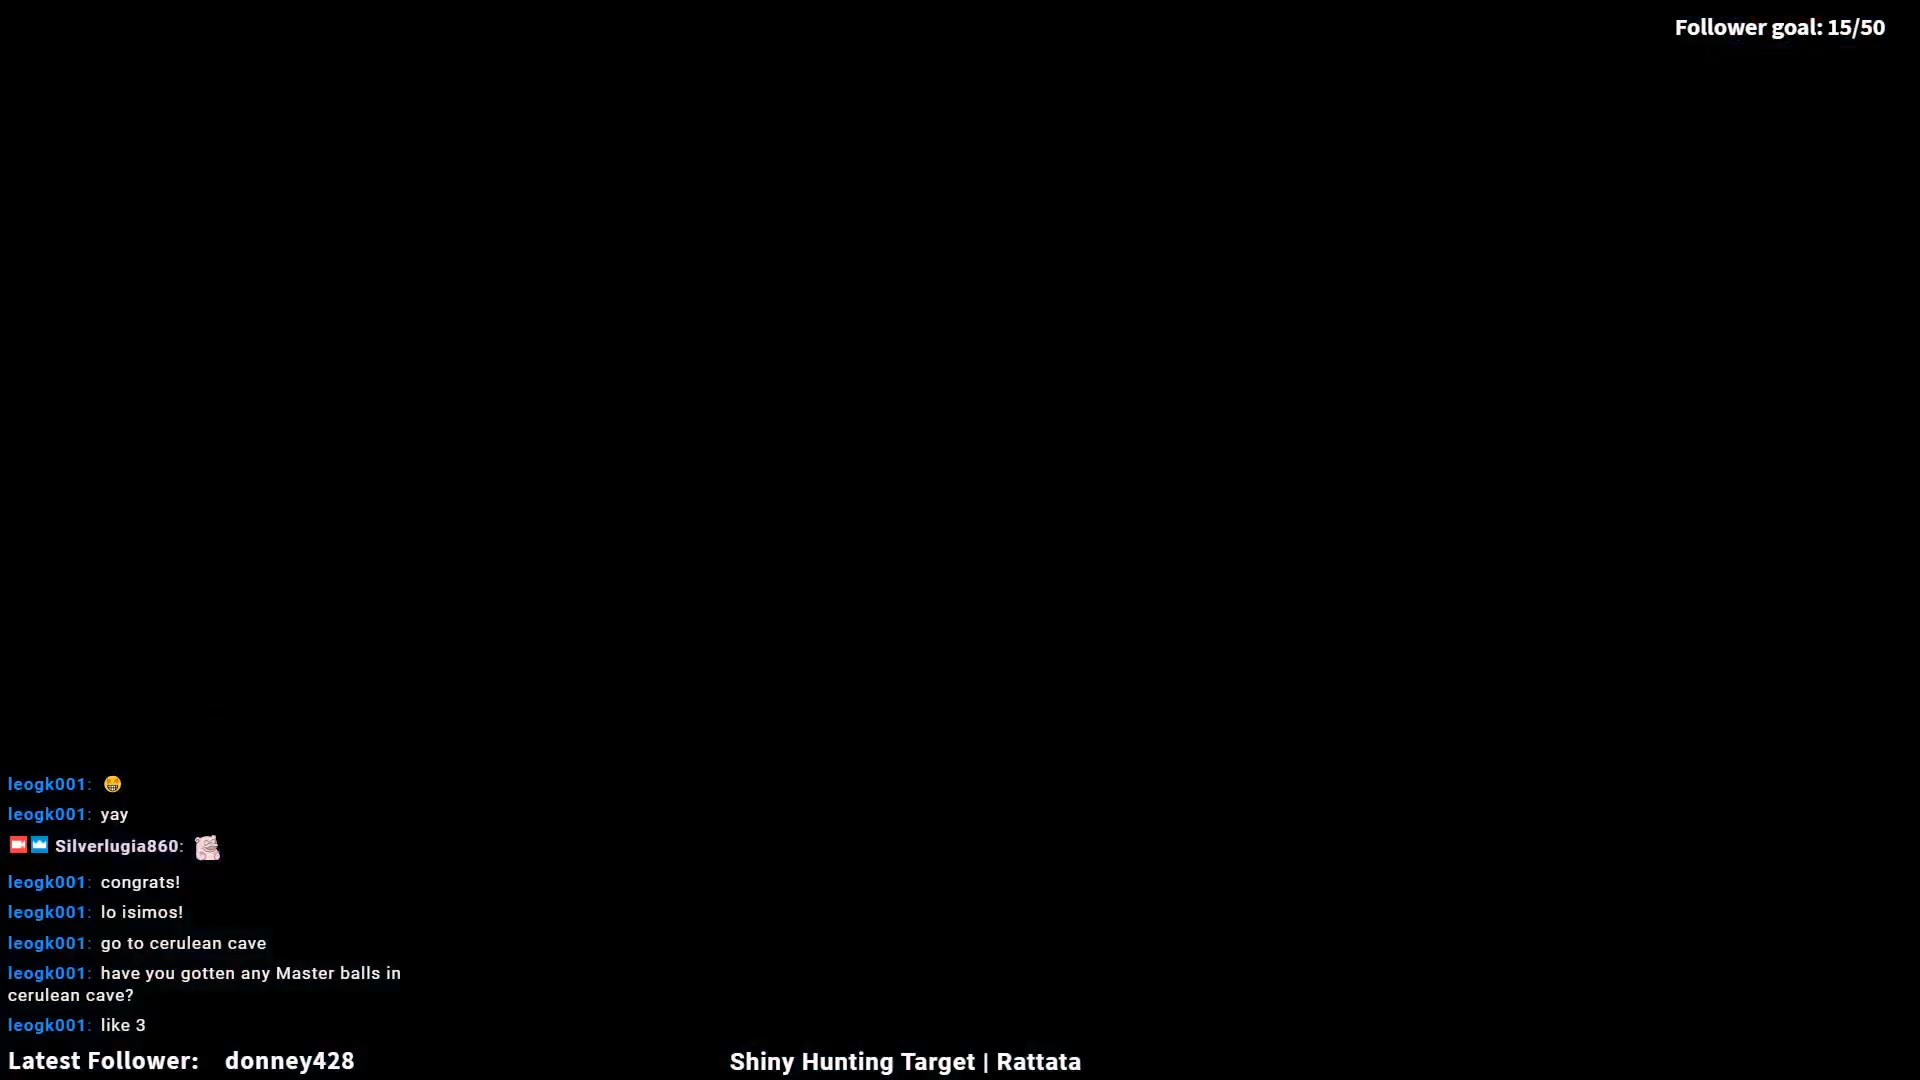 Follower goal: 15/50
leogk001:
leogk001: yay
Silverlugia860:
leogk001: congrats!
leogk001: lo isimos!
leogk001: go to cerulean cave
leogk001: have you gotten any Master balls in
cerulean cave?
leogk001: like 3
Latest Follower: donney428
Shiny Hunting Target | Rattata